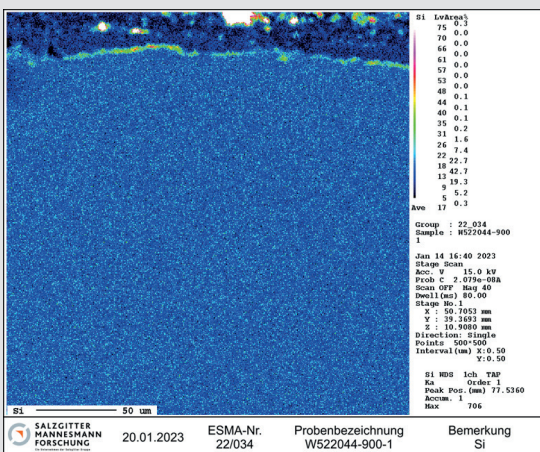 Si LvArea%
75 0.3
70 0.0
66 0.0
61 0.0
57 0.0
53 0.0
48 0.0
44 0.1
40 0.1
35 0.1
31 0.2
26 1.6
22 7.4
18 22.7
13 42.7
9 19.3
5 5.2
Ave 17 0.3
Group : 22_034
Sample : W522044-900
1
Jan 14 16:40 2023
Stage Scan
Acc. V 15.0 kV
Prob C 2.079e-08A
Scan OFF Mag 40
Dwell(ms) 80.00
Stage No.1
X : 50.7053 mm
Y : 39.3693 mm
Z : 10.9080 mm
Direction: Single
Points 500*500
Interval(um) X:0.50
Y:0.50
Si WDS 1ch TAP
Ka Order 1
Peak Pos.(mm) 77.5360
Accum. 1
Max 706
Si 50 um
SALZGITTER
MANNESMANN
FORSCHUNG
20.01.2023
ESMA-Nr.
22/034
Probenbezeichnung
W522044-900-1
Bemerkung
Si